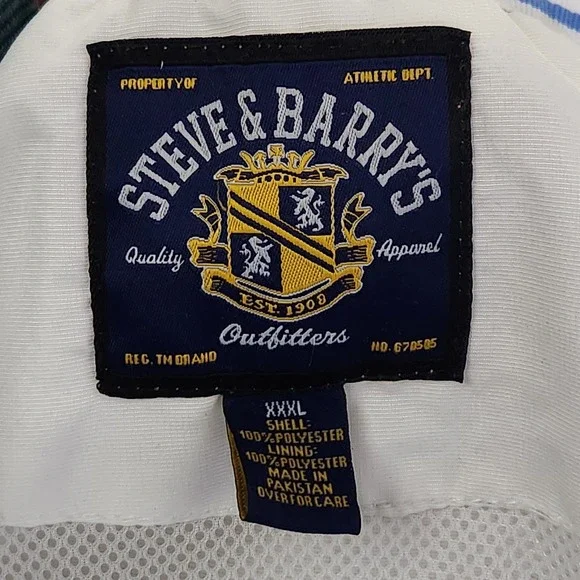 PROPERTY OF ATHLETIC DEPT.
STEVE & BARRY'S
Quality Apparel
EST. 1908
Outfitters
REG. TM BRAND NO. 670505
XXXL
SHELL:
100% POLYESTER
LINING:
100% POLYESTER
MADE IN
PAKISTAN
OVER FOR CARE